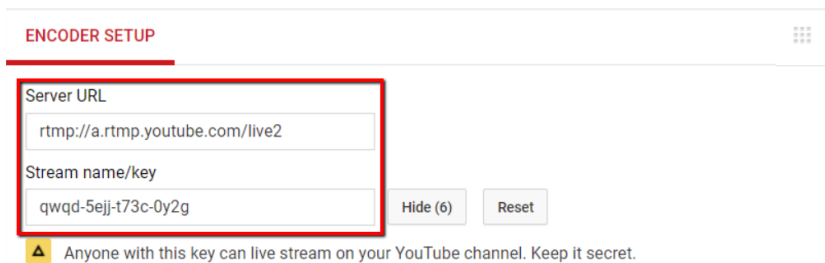 ENCODER SETUP
Server URL
rtmp://a.rtmp.youtube.com/live2
Stream name/key
qwqd-5ejj-t73c-0y2g
Hide (6)
Reset
Anyone with this key can live stream on your YouTube channel. Keep it secret.